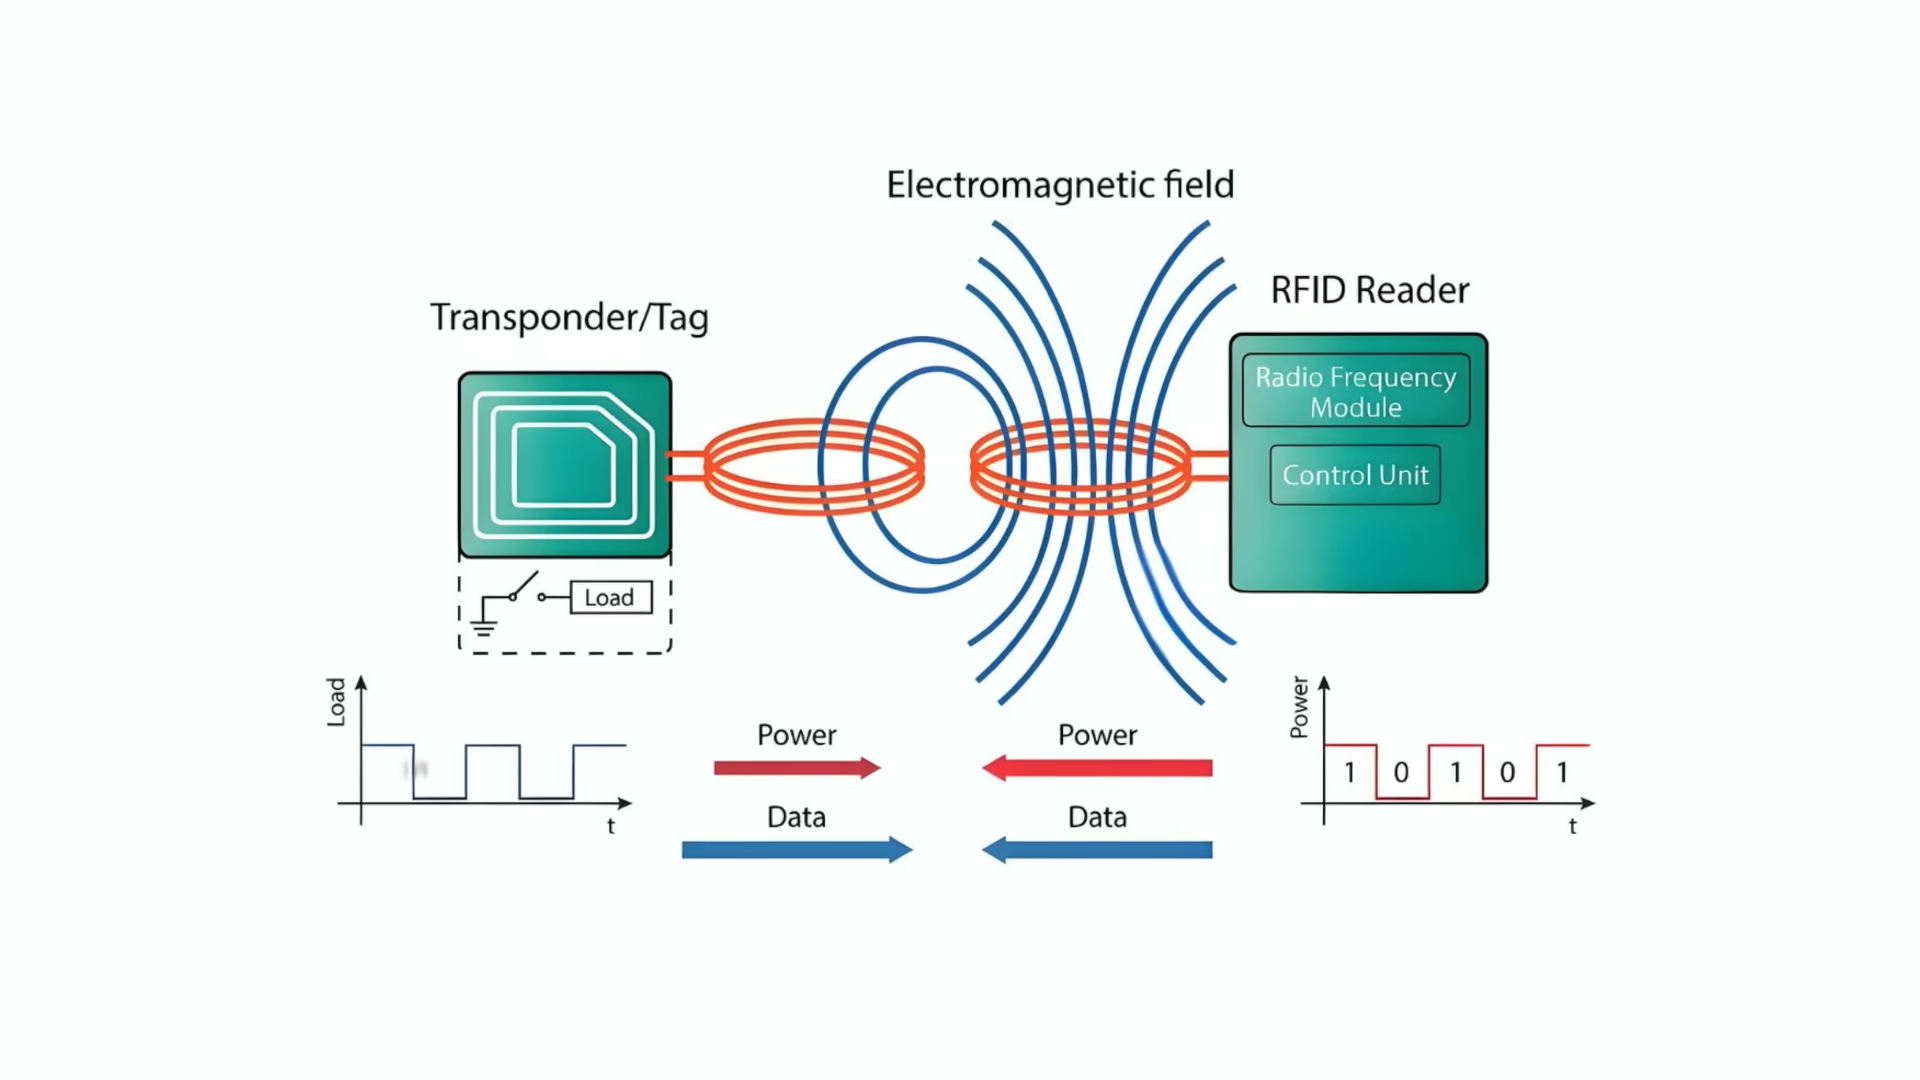 Electromagnetic field
RFID Reader
Transponder/Tag
Radio Frequency
Module
Control Unit
Load
Load
t
Power
Data
Power
Data
Power
1 0 1 0 1
t